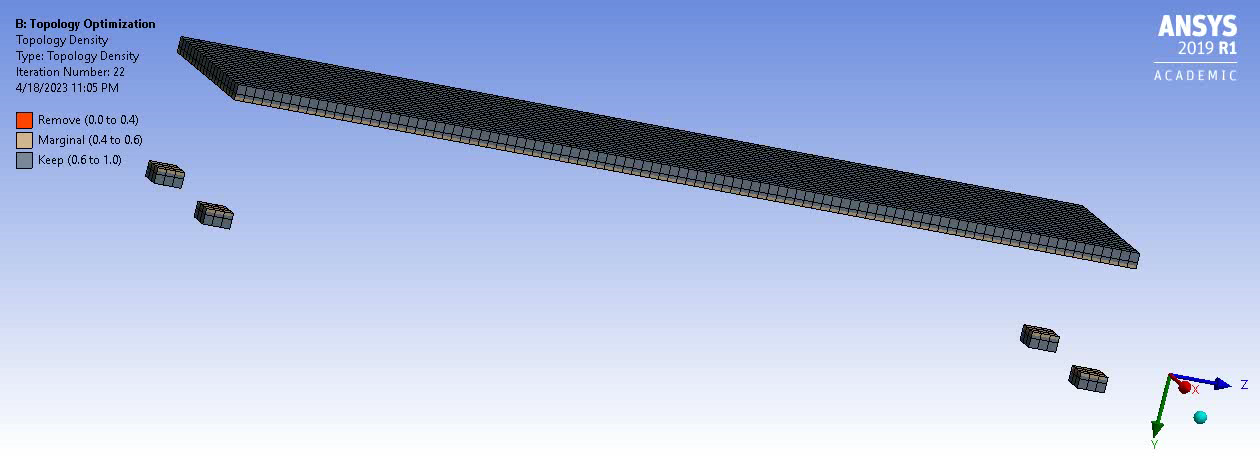 B: Topology Optimization
Topology Density
Type: Topology Density
Iteration Number: 22
4/18/2023 11:05 PM
Remove (0.0 to 0.4)
Marginal (0.4 to 0.6)
Keep (0.6 to 1.0)
ANSYS
2019 R1
ACADEMIC
Z
X
Y